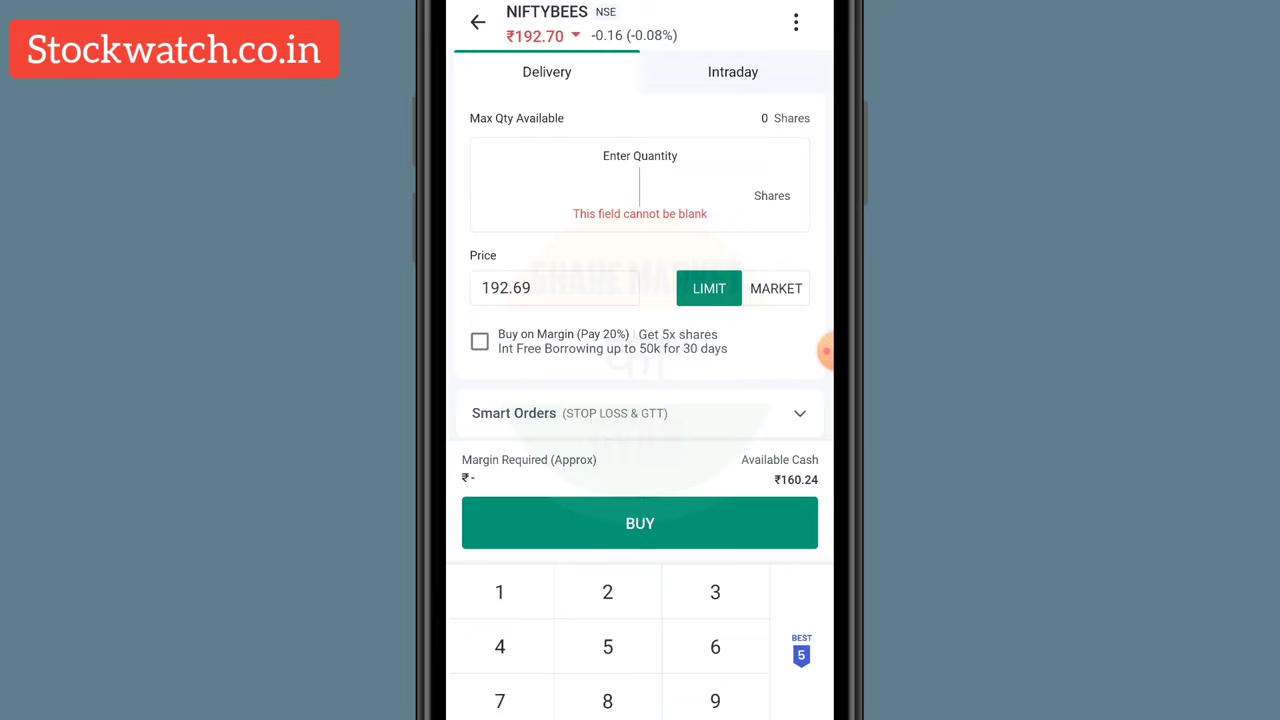 Stockwatch.co.in
NIFTYBEES NSE
₹192.70 -0.16 (-0.08%)
Delivery Intraday
Max Qty Available 0 Shares
Enter Quantity
Shares
This field cannot be blank
Price
192.69 LIMIT MARKET
Buy on Margin (Pay 20%) | Get 5x shares
Int Free Borrowing up to 50k for 30 days
SHARE MARKET
का
Smart Orders (STOP LOSS & GTT)
GYAN
Margin Required (Approx) Available Cash
₹ - ₹160.24
BUY
1 2 3
4 5 6
BEST
5
7 8 9